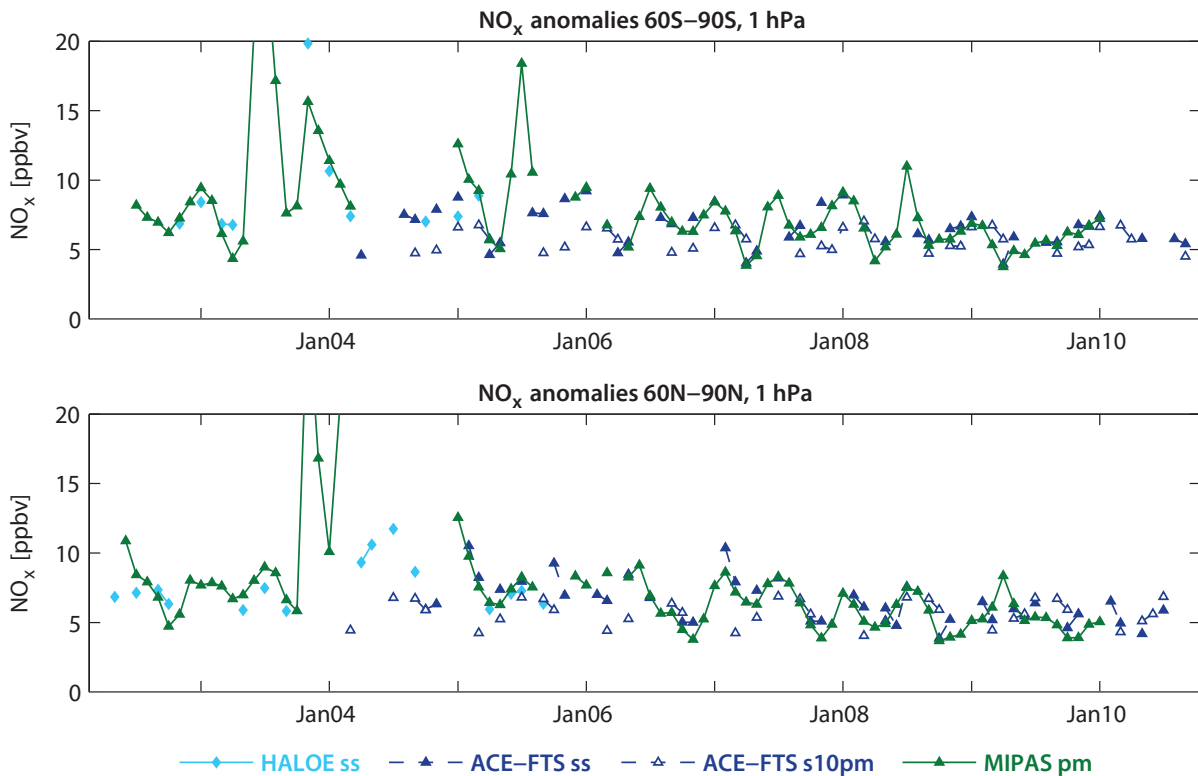 NOx anomalies 60S–90S, 1 hPa
20
15
10
5
0
NOx [ppbv]
Jan04 Jan06 Jan08 Jan10
NOx anomalies 60N–90N, 1 hPa
20
15
10
5
0
NOx [ppbv]
Jan04 Jan06 Jan08 Jan10
HALOE ss ACE–FTS ss ACE–FTS s10pm MIPAS pm